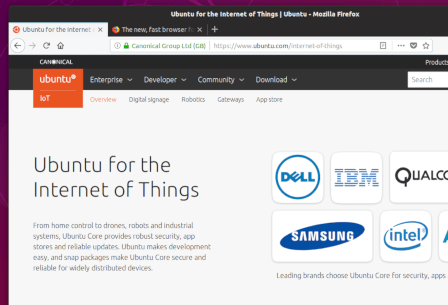 Ubuntu for the Internet of Things | Ubuntu - Mozilla Firefox
Ubuntu for the internet o
The new, fast browser fo
Canonical Group Ltd (GB) https://www.ubuntu.com/internet-of-things
CANONICAL Products
ubuntu® Enterprise Developer Community Download Search
IoT Overview Digital signage Robotics Gateways App store
Ubuntu for the
Internet of Things
DELL IBM QUALCO
From home control to drones, robots and industrial
systems, Ubuntu Core provides robust security, app
stores and reliable updates. Ubuntu makes development
easy, and snap packages make Ubuntu Core secure and
reliable for widely distributed devices.
SAMSUNG intel
Leading brands choose Ubuntu Core for security, apps